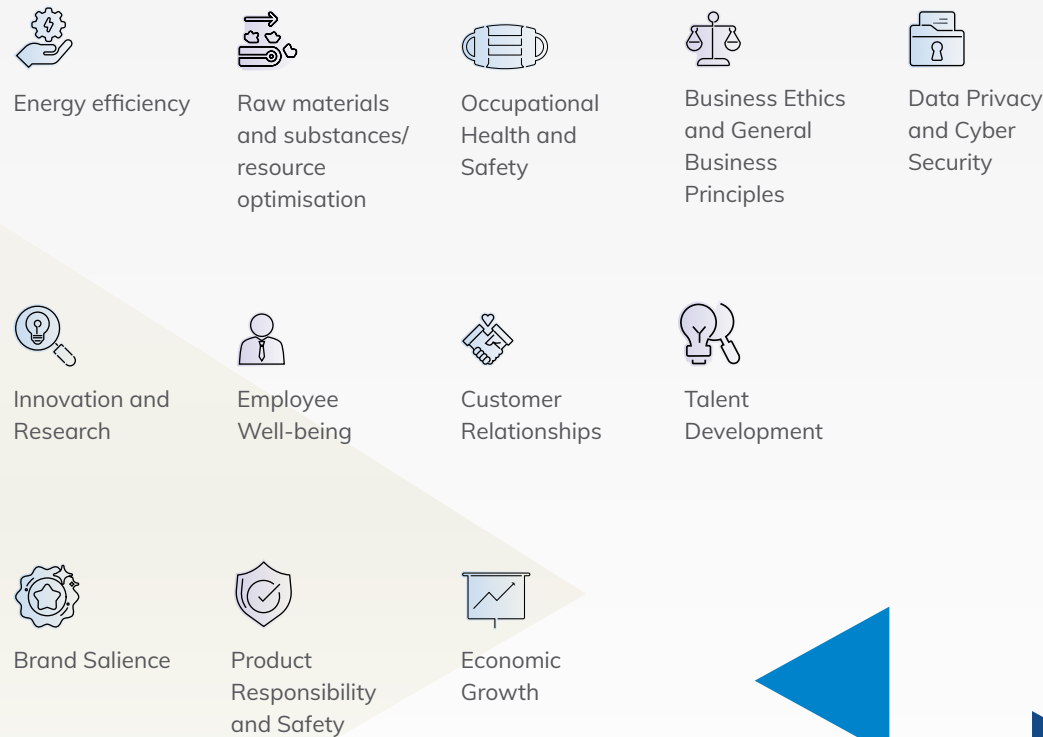 Energy efficiency
Raw materials
and substances/
resource
optimisation
Occupational
Health and
Safety
Business Ethics
and General
Business
Principles
Data Privacy
and Cyber
Security
Innovation and
Research
Employee
Well-being
Customer
Relationships
Talent
Development
Brand Salience
Product
Responsibility
and Safety
Economic
Growth